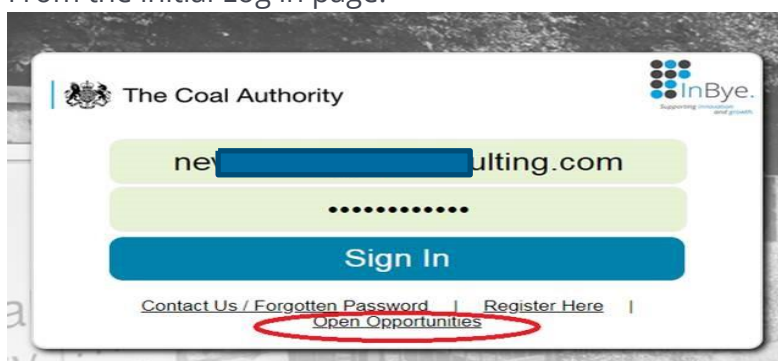 From the initial Log in page:
The Coal Authority
InBye.
Supporting innovation
and growth
ne
ulting.com
••••••••••••
Sign In
Contact Us / Forgotten Password | Register Here |
Open Opportunities